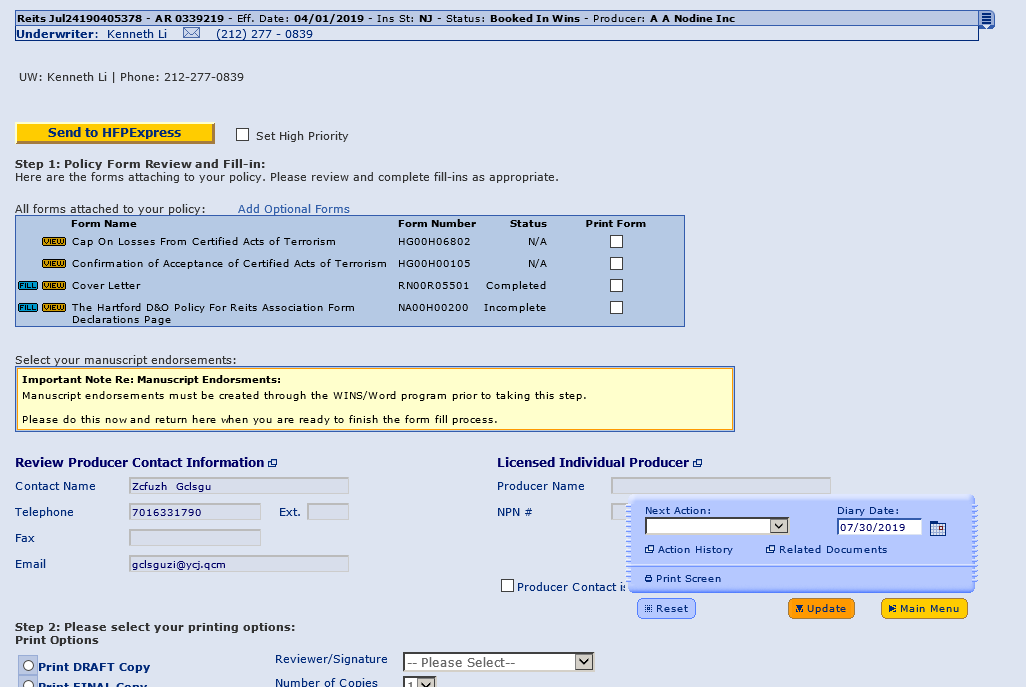 Reits Jul24190405378 - AR 0339219 - Eff. Date: 04/01/2019 - Ins St: NJ - Status: Booked In Wins - Producer: A A Nodine Inc
Underwriter: Kenneth Li (212) 277 - 0839
UW: Kenneth Li | Phone: 212-277-0839
Send to HFPExpress Set High Priority
Step 1: Policy Form Review and Fill-in:
Here are the forms attaching to your policy. Please review and complete fill-ins as appropriate.
All forms attached to your policy: Add Optional Forms
Form Name Form Number Status Print Form
VIEW Cap On Losses From Certified Acts of Terrorism HG00H06802 N/A
VIEW Confirmation of Acceptance of Certified Acts of Terrorism HG00H00105 N/A
FILL VIEW Cover Letter RN00R05501 Completed
FILL VIEW The Hartford D&O Policy For Reits Association Form NA00H00200 Incomplete
Declarations Page
Select your manuscript endorsements:
Important Note Re: Manuscript Endorsments:
Manuscript endorsements must be created through the WINS/Word program prior to taking this step.
Please do this now and return here when you are ready to finish the form fill process.
Review Producer Contact Information Licensed Individual Producer
Contact Name Zcfuzh Gclsgu Producer Name
Telephone 7016331790 Ext. NPN #
Fax
Email gclsguzi@ycj.qcm
Producer Contact is
Next Action: Diary Date:
07/30/2019
Action History Related Documents
Print Screen
Reset Update Main Menu
Step 2: Please select your printing options:
Print Options
Print DRAFT Copy Reviewer/Signature -- Please Select--
Print FINAL Copy Number of Copies 1